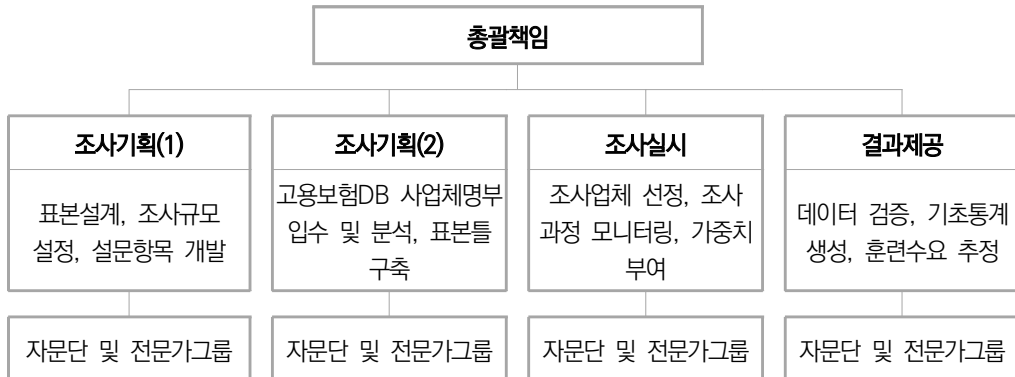 총괄책임
조사기획(1)
표본설계, 조사규모
설정, 설문항목 개발
자문단 및 전문가그룹
조사기획(2)
고용보험DB 사업체명부
입수 및 분석, 표본틀
구축
자문단 및 전문가그룹
조사실시
조사업체 선정, 조사
과정 모니터링, 가중치
부여
자문단 및 전문가그룹
결과제공
데이터 검증, 기초통계
생성, 훈련수요 추정
자문단 및 전문가그룹